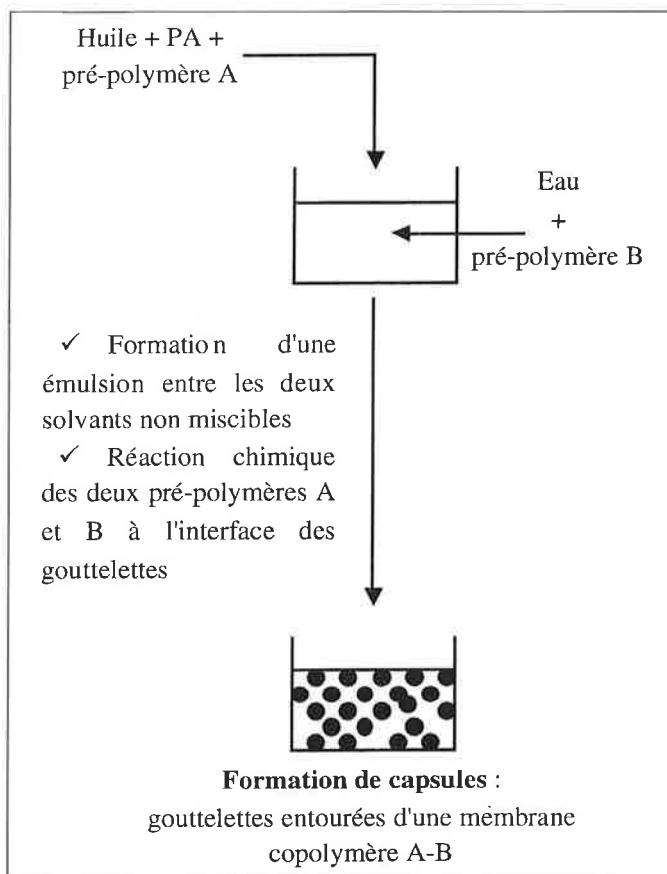 Huile + PA +
pré-polymère A
Eau
+
pré-polymère B
✓ Formation d'une
émulsion entre les deux
solvants non miscibles
✓ Réaction chimique
des deux pré-polymères A
et B à l'interface des
gouttelettes
Formation de capsules :
gouttelettes entourées d'une membrane
copolymère A-B